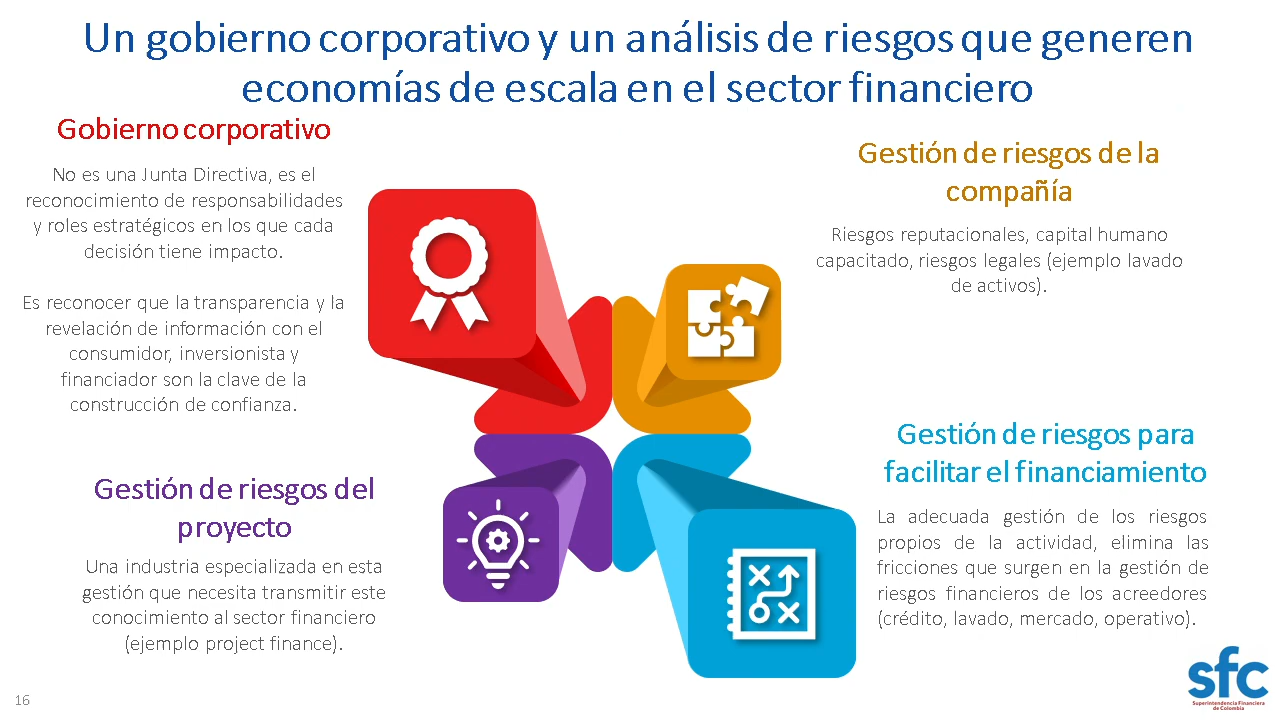 Un gobierno corporativo y un análisis de riesgos que generen
economías de escala en el sector financiero
Gobierno corporativo
No es una Junta Directiva, es el
reconocimiento de responsabilidades
y roles estratégicos en los que cada
decisión tiene impacto.
Es reconocer que la transparencia y la
revelación de información con el
consumidor, inversionista y
financiador son la clave de la
construcción de confianza.
Gestión de riesgos de la
compañía
Riesgos reputacionales, capital humano
capacitado, riesgos legales (ejemplo lavado
de activos).
Gestión de riesgos del
proyecto
Una industria especializada en esta
gestión que necesita transmitir este
conocimiento al sector financiero
(ejemplo project finance).
Gestión de riesgos para
facilitar el financiamiento
La adecuada gestión de los riesgos
propios de la actividad, elimina las
fricciones que surgen en la gestión de
riesgos financieros de los acreedores
(crédito, lavado, mercado, operativo).
16
sfc
Superintendencia Financiera
de Colombia